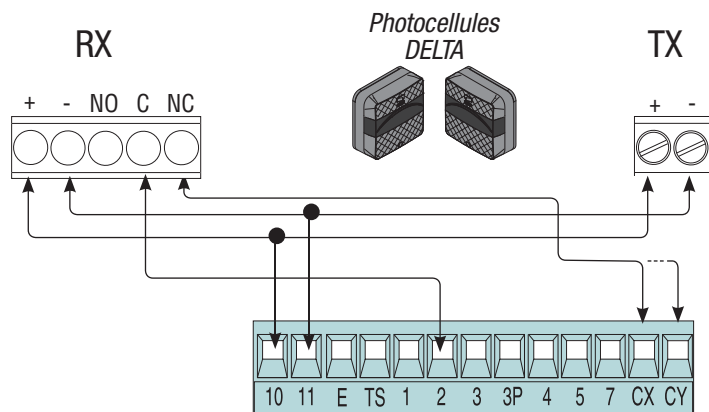 RX
Photocellules
DELTA
TX
+ - NO C NC
+ -
10 11 E TS 1 2 3 3P 4 5 7 CX CY